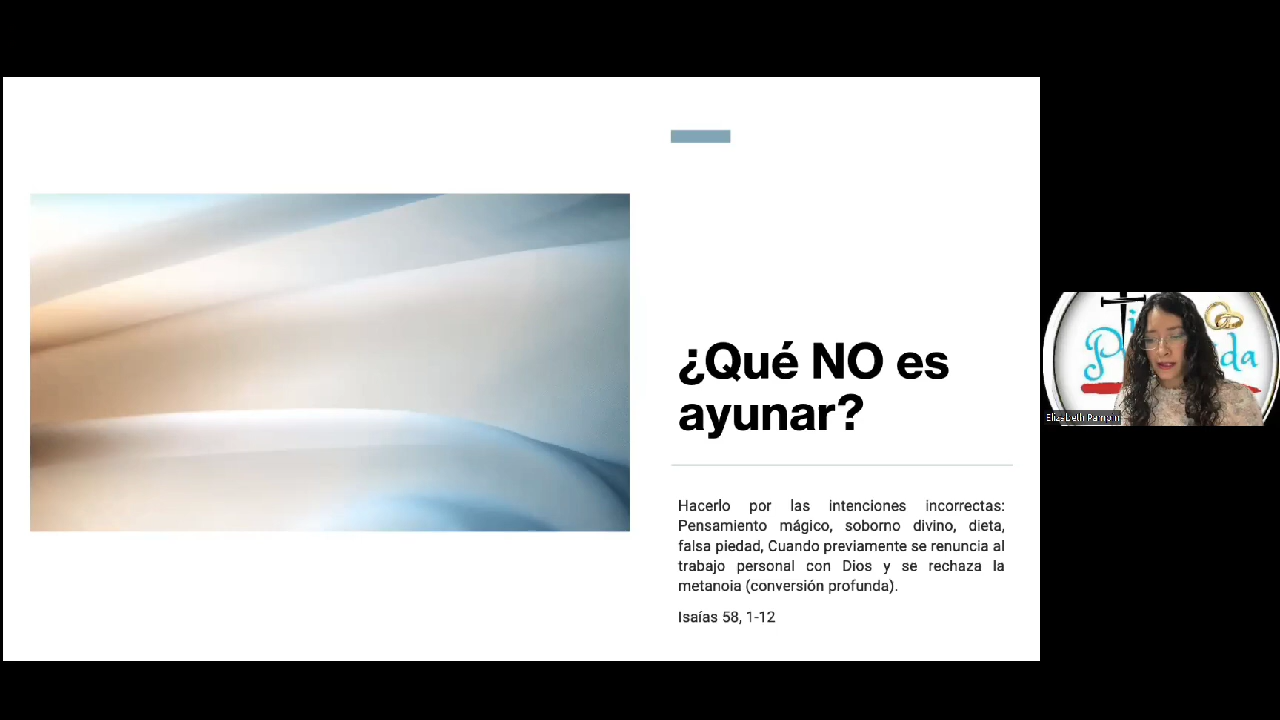 ¿Qué NO es
ayunar?
Hacerlo por las intenciones incorrectas:
Pensamiento mágico, soborno divino, dieta,
falsa piedad, Cuando previamente se renuncia al
trabajo personal con Dios y se rechaza la
metanoia (conversión profunda).
Isaías 58, 1-12
Elizabeth